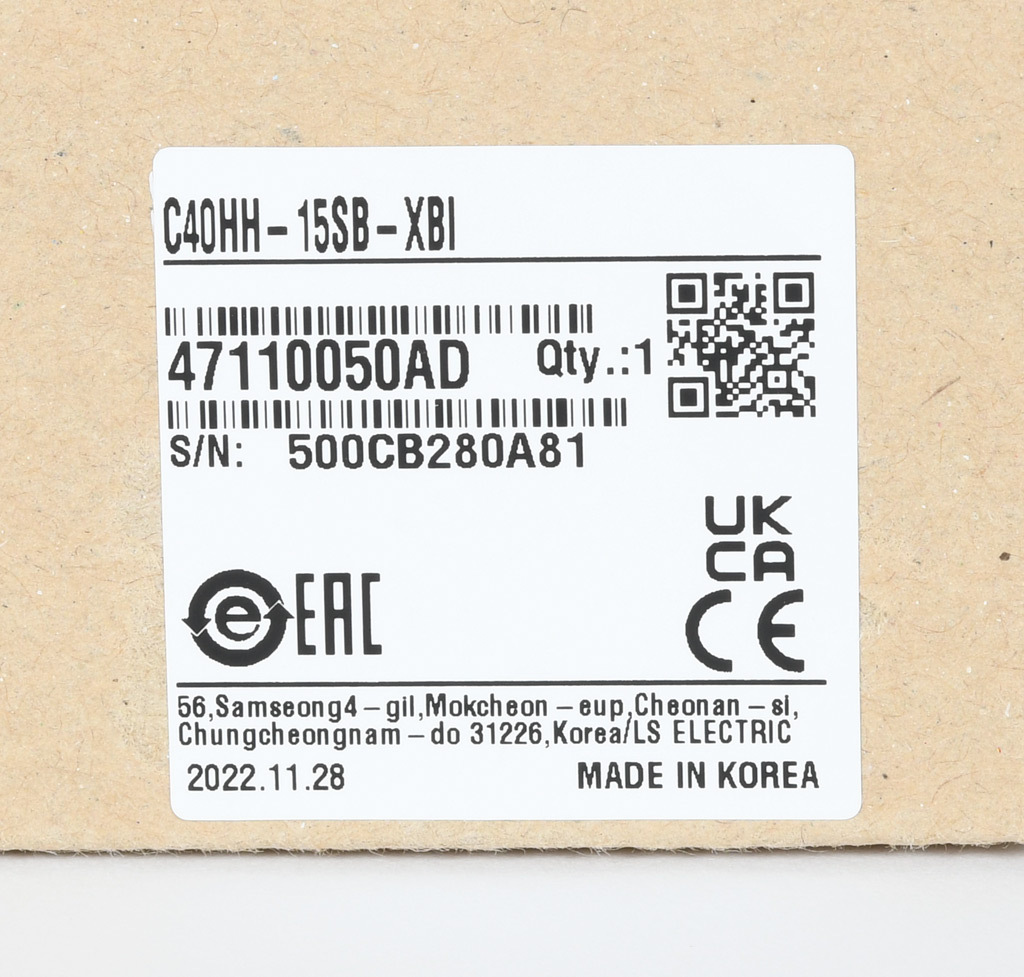 C40HH-15SB-XBI
47110050AD Qty.:1
S/N: 500CB280A81
UK
CA
e EAC CE
56,Samseong4-gil,Mokcheon-eup,Cheonan-si,
Chungcheongnam-do 31226,Korea/LS ELECTRIC
2022.11.28 MADE IN KOREA